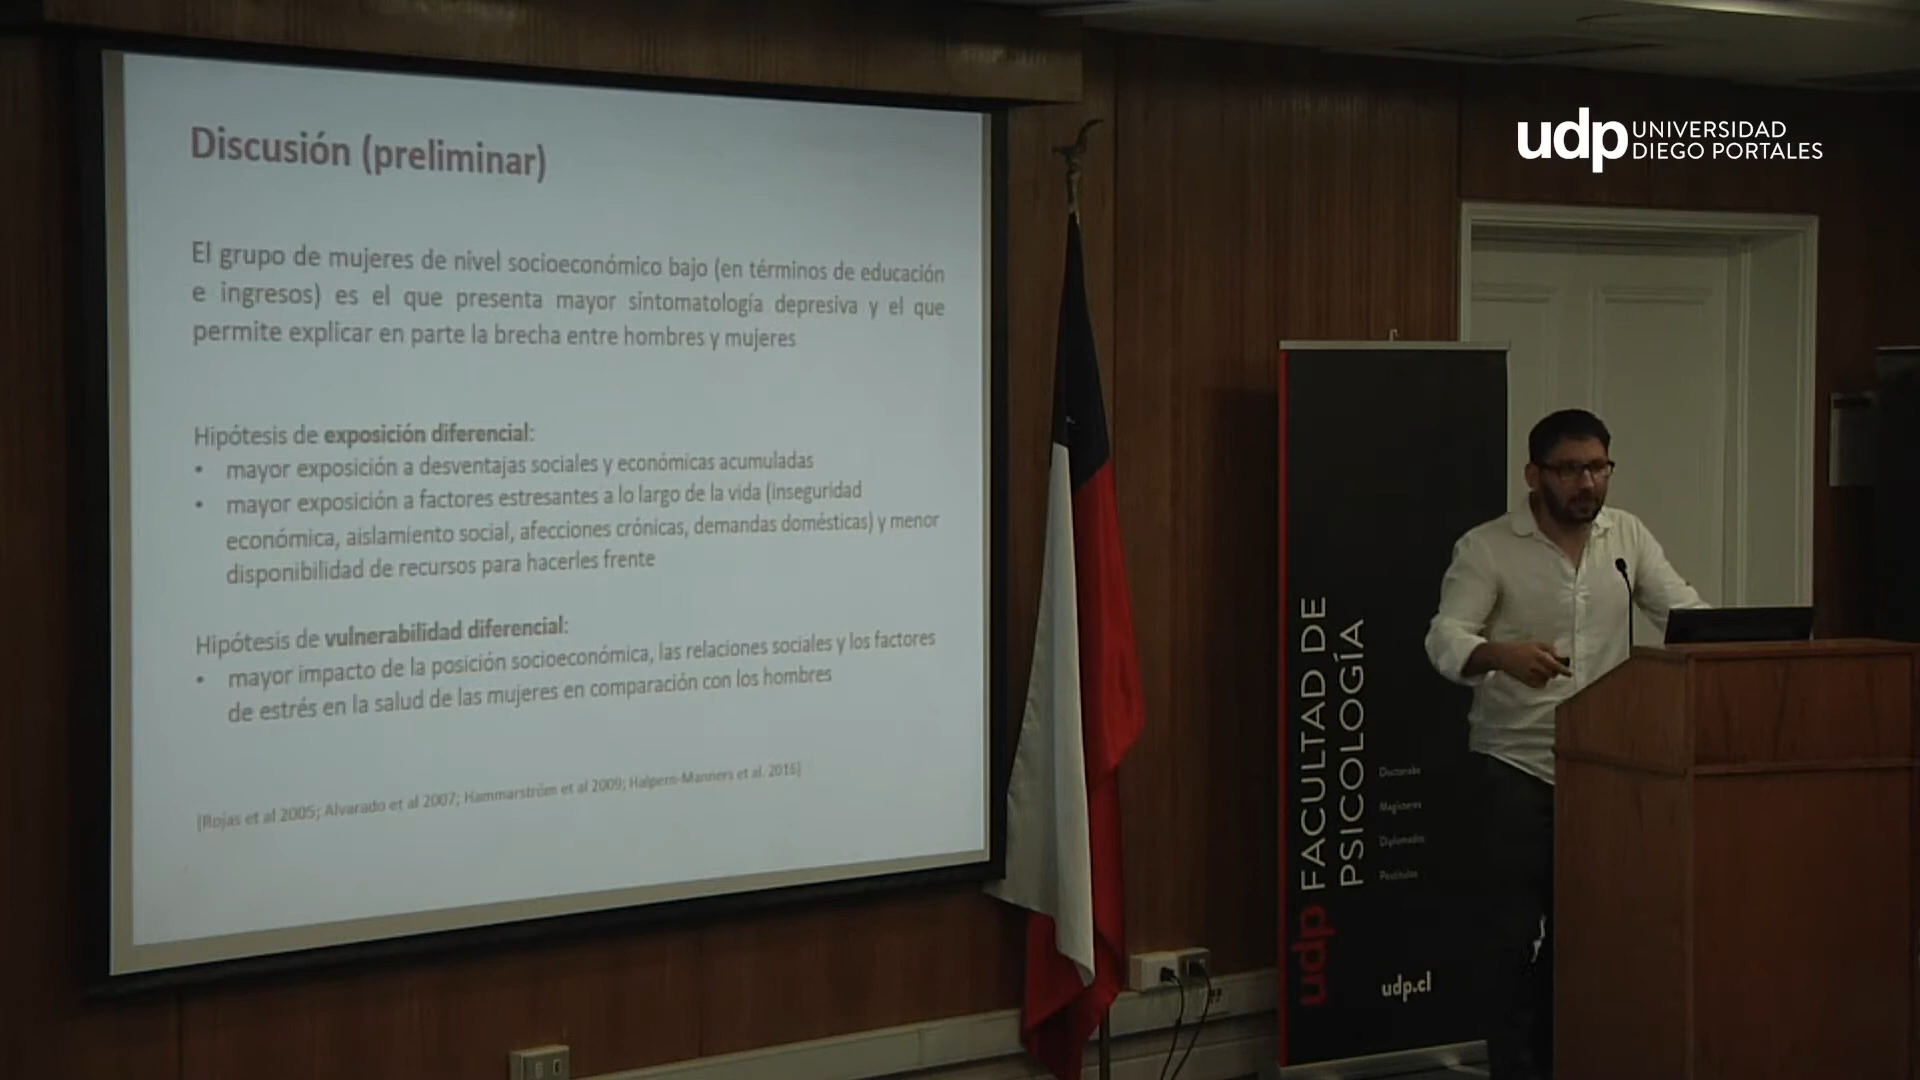 Discusión (preliminar)
El grupo de mujeres de nivel socioeconómico bajo (en términos de educación
e ingresos) es el que presenta mayor sintomatología depresiva y el que
permite explicar en parte la brecha entre hombres y mujeres
Hipótesis de exposición diferencial:
• mayor exposición a desventajas sociales y económicas acumuladas
• mayor exposición a factores estresantes a lo largo de la vida (inseguridad
económica, aislamiento social, afecciones crónicas, demandas domésticas) y menor
disponibilidad de recursos para hacerles frente
Hipótesis de vulnerabilidad diferencial:
• mayor impacto de la posición socioeconómica, las relaciones sociales y los factores
de estrés en la salud de las mujeres en comparación con los hombres
(Rojas et al 2005; Alvarado et al 2007; Hammarström et al 2009; Halpern-Manners et al. 2016)
udp UNIVERSIDAD
DIEGO PORTALES
udp FACULTAD DE
PSICOLOGÍA
Doctorado
Magísteres
Diplomados
Postítulos
udp.cl